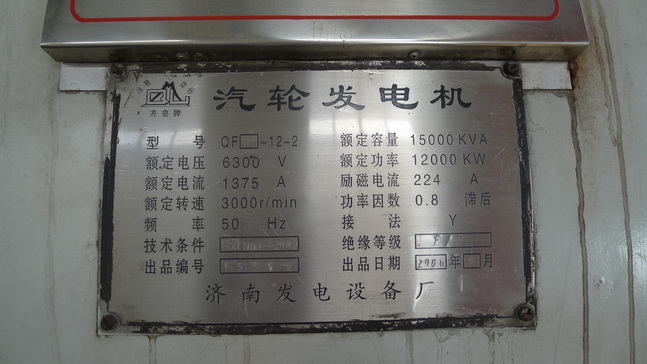 齐鲁牌
汽轮发电机
型 号 QF□-12-2 额定容量 15000 KVA
额定电压 6300 V 额定功率 12000 KW
额定电流 1375 A 励磁电流 224 A
额定转速 3000r/min 功率因数 0.8 滞后
频 率 50 Hz 接 法 Y
技术条件 绝缘等级
出品编号 出品日期 年 月
济南发电设备厂